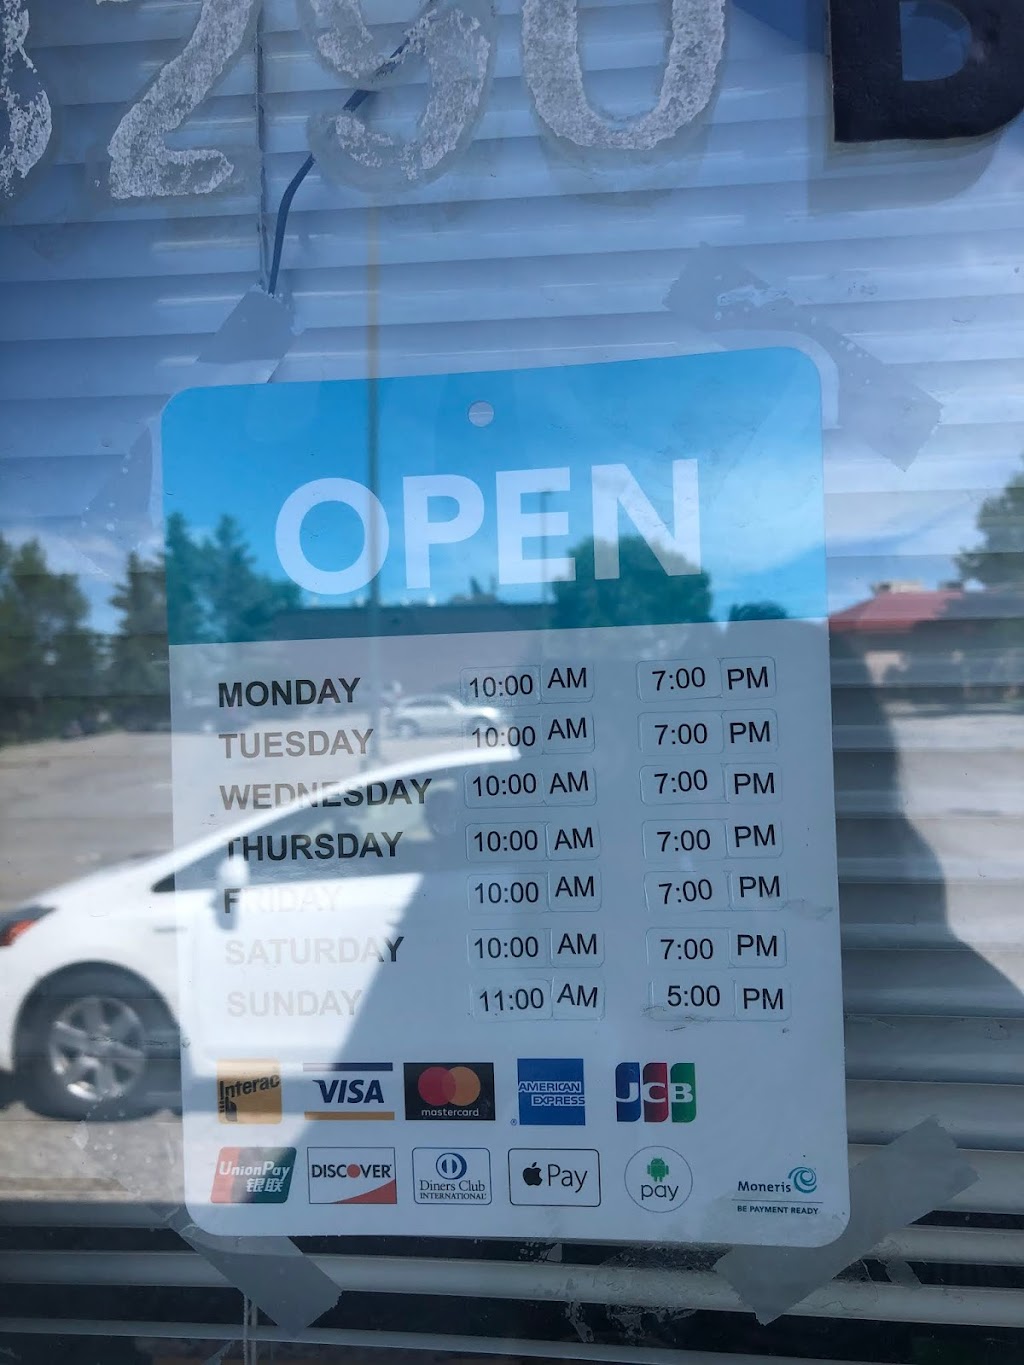 290 B
OPEN
MONDAY 10:00 AM 7:00 PM
TUESDAY 10:00 AM 7:00 PM
WEDNESDAY 10:00 AM 7:00 PM
THURSDAY 10:00 AM 7:00 PM
FRIDAY 10:00 AM 7:00 PM
SATURDAY 10:00 AM 7:00 PM
SUNDAY 11:00 AM 5:00 PM
Interac VISA mastercard AMERICAN EXPRESS JCB
UnionPay 银联 DISCOVER Diners Club INTERNATIONAL Pay pay Moneris
BE PAYMENT READY